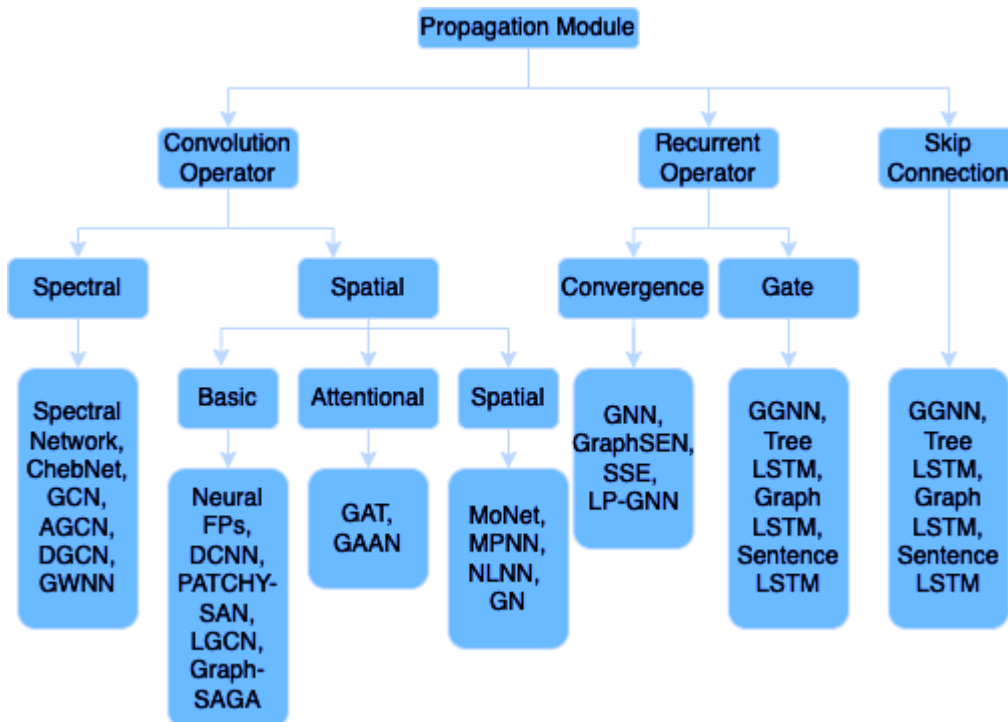 Propagation Module
Convolution
Operator
Recurrent
Operator
Skip
Connection
Spectral
Spatial
Convergence
Gate
Basic
Attentional
Spatial
Spectral
Network,
ChebNet,
GCN,
AGCN,
DGCN,
GWNN
Neural
FPs,
DCNN,
PATCHY-
SAN,
LGCN,
Graph-
SAGA
GAT,
GAAN
MoNet,
MPNN,
NLNN,
GN
GNN,
GraphSEN,
SSE,
LP-GNN
GGNN,
Tree
LSTM,
Graph
LSTM,
Sentence
LSTM
GGNN,
Tree
LSTM,
Graph
LSTM,
Sentence
LSTM